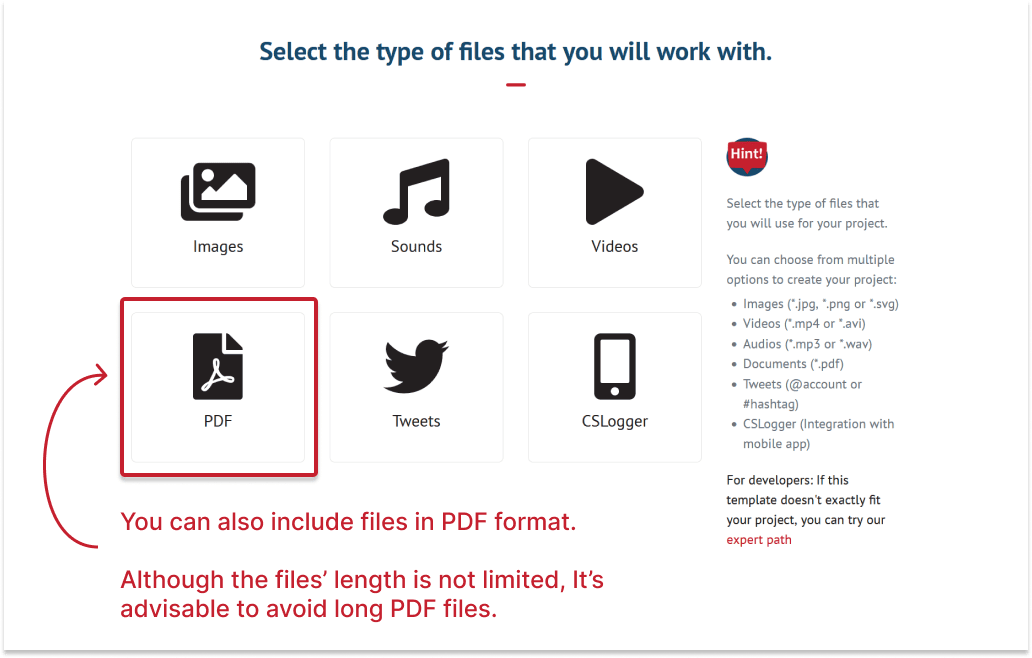 Select the type of files that you will work with.
Images
Sounds
Videos
PDF
Tweets
CSLogger
Hint!
Select the type of files that
you will use for your project.
You can choose from multiple
options to create your project:
• Images (*.jpg, *.png or *.svg)
• Videos (*.mp4 or *.avi)
• Audios (*.mp3 or *.wav)
• Documents (*.pdf)
• Tweets (@account or
#hashtag)
• CSLogger (Integration with
mobile app)
For developers: If this
template doesn't exactly fit
your project, you can try our
expert path
You can also include files in PDF format.
Although the files’ length is not limited, It’s
advisable to avoid long PDF files.